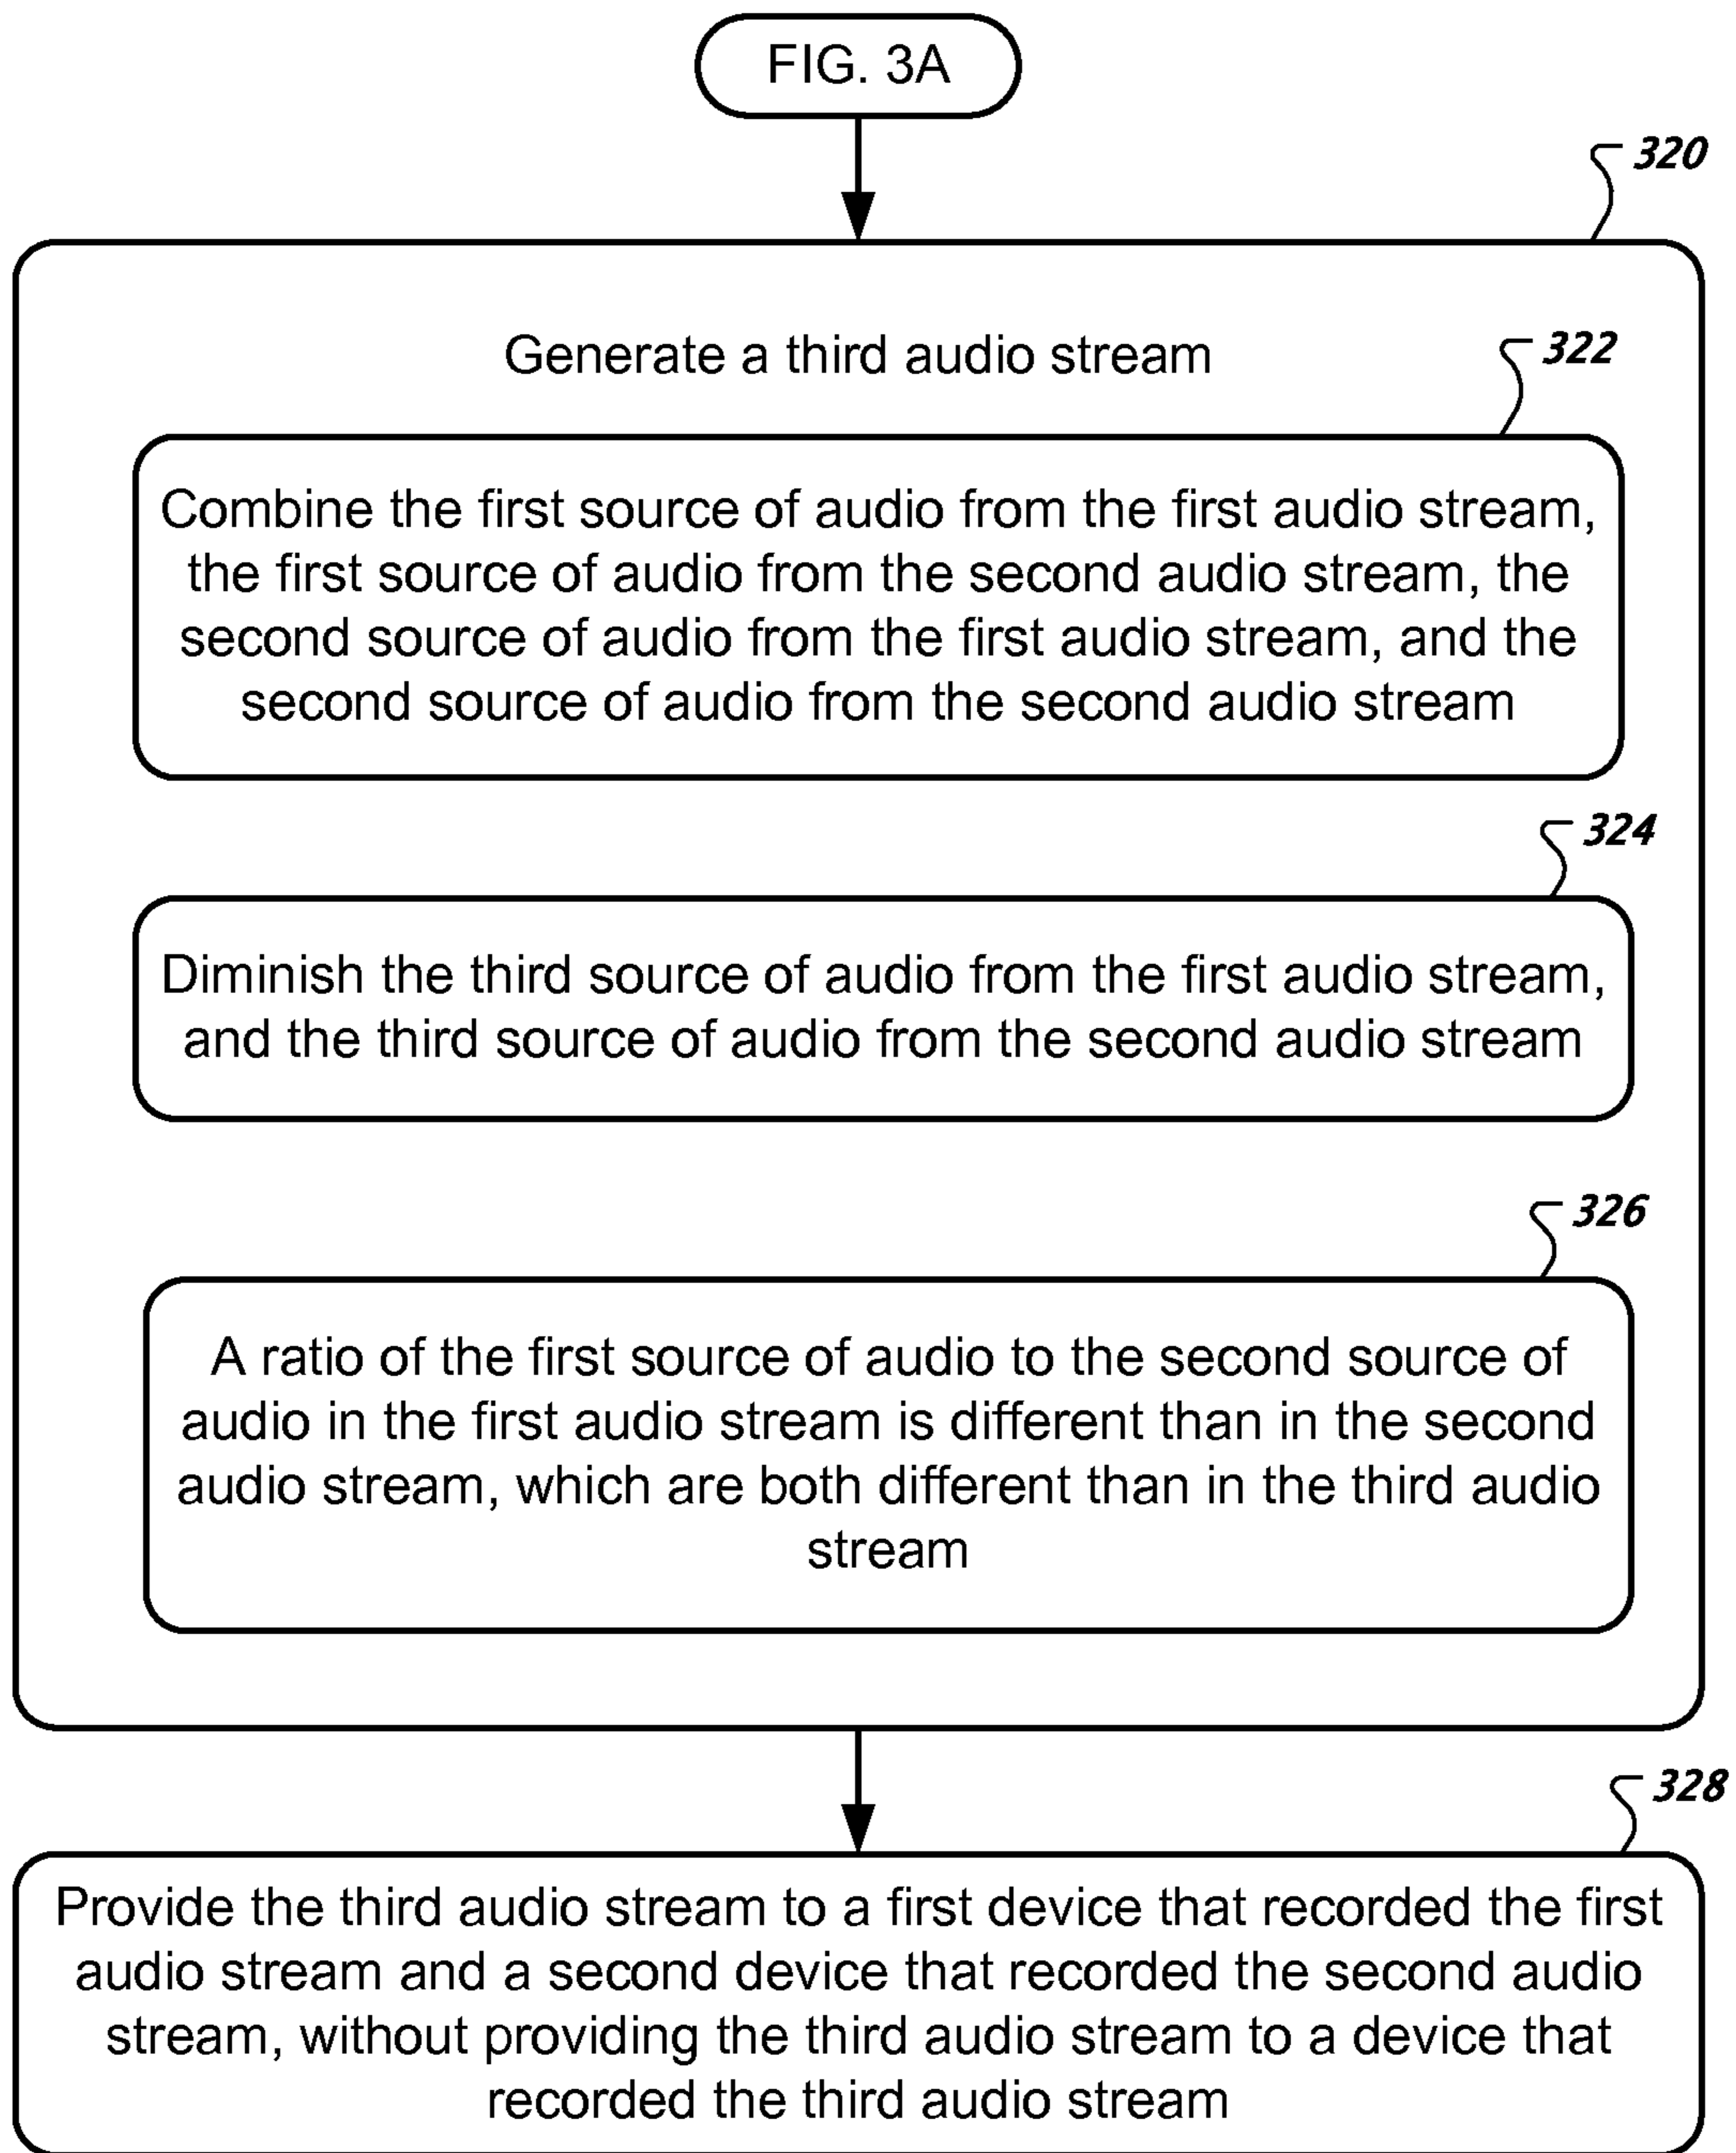 FIG. 3A
320
Generate a third audio stream
322
Combine the first source of audio from the first audio stream,
the first source of audio from the second audio stream, the
second source of audio from the first audio stream, and the
second source of audio from the second audio stream
324
Diminish the third source of audio from the first audio stream,
and the third source of audio from the second audio stream
326
A ratio of the first source of audio to the second source of
audio in the first audio stream is different than in the second
audio stream, which are both different than in the third audio
stream
328
Provide the third audio stream to a first device that recorded the first
audio stream and a second device that recorded the second audio
stream, without providing the third audio stream to a device that
recorded the third audio stream